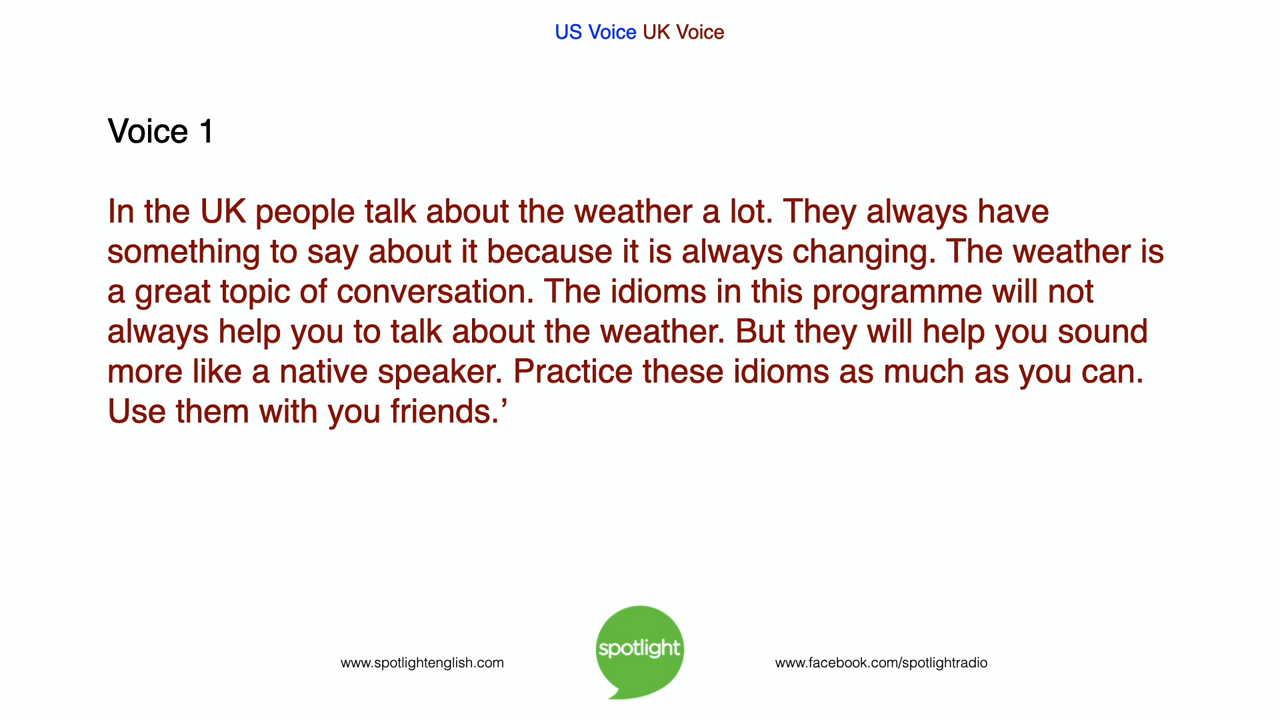 US Voice UK Voice
Voice 1
In the UK people talk about the weather a lot. They always have
something to say about it because it is always changing. The weather is
a great topic of conversation. The idioms in this programme will not
always help you to talk about the weather. But they will help you sound
more like a native speaker. Practice these idioms as much as you can.
Use them with you friends.’
www.spotlightenglish.com
spotlight
www.facebook.com/spotlightradio